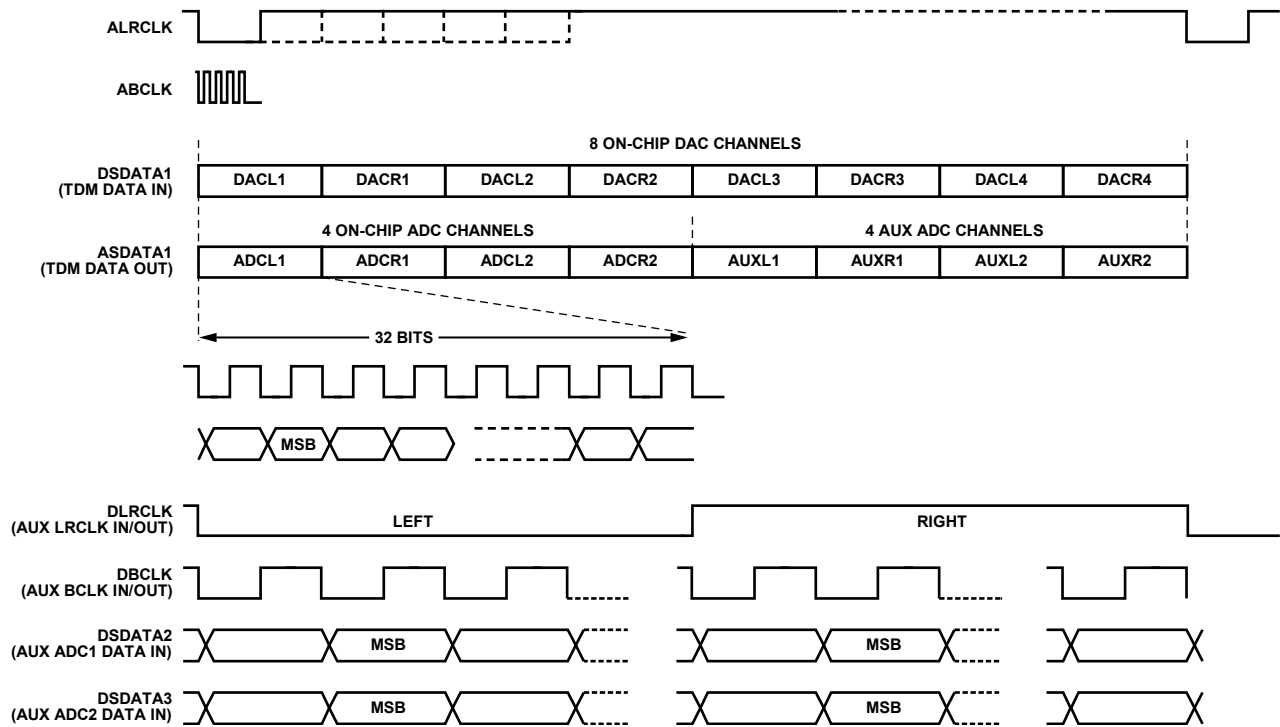 ALRCLK
ABCLK
8 ON-CHIP DAC CHANNELS
DSDATA1
(TDM DATA IN)
DACL1 DACR1 DACL2 DACR2 DACL3 DACR3 DACL4 DACR4
4 ON-CHIP ADC CHANNELS 4 AUX ADC CHANNELS
ASDATA1
(TDM DATA OUT)
ADCL1 ADCR1 ADCL2 ADCR2 AUXL1 AUXR1 AUXL2 AUXR2
32 BITS
MSB
DLRCLK
(AUX LRCLK IN/OUT)
LEFT RIGHT
DBCLK
(AUX BCLK IN/OUT)
DSDATA2
(AUX ADC1 DATA IN)
MSB MSB
DSDATA3
(AUX ADC2 DATA IN)
MSB MSB